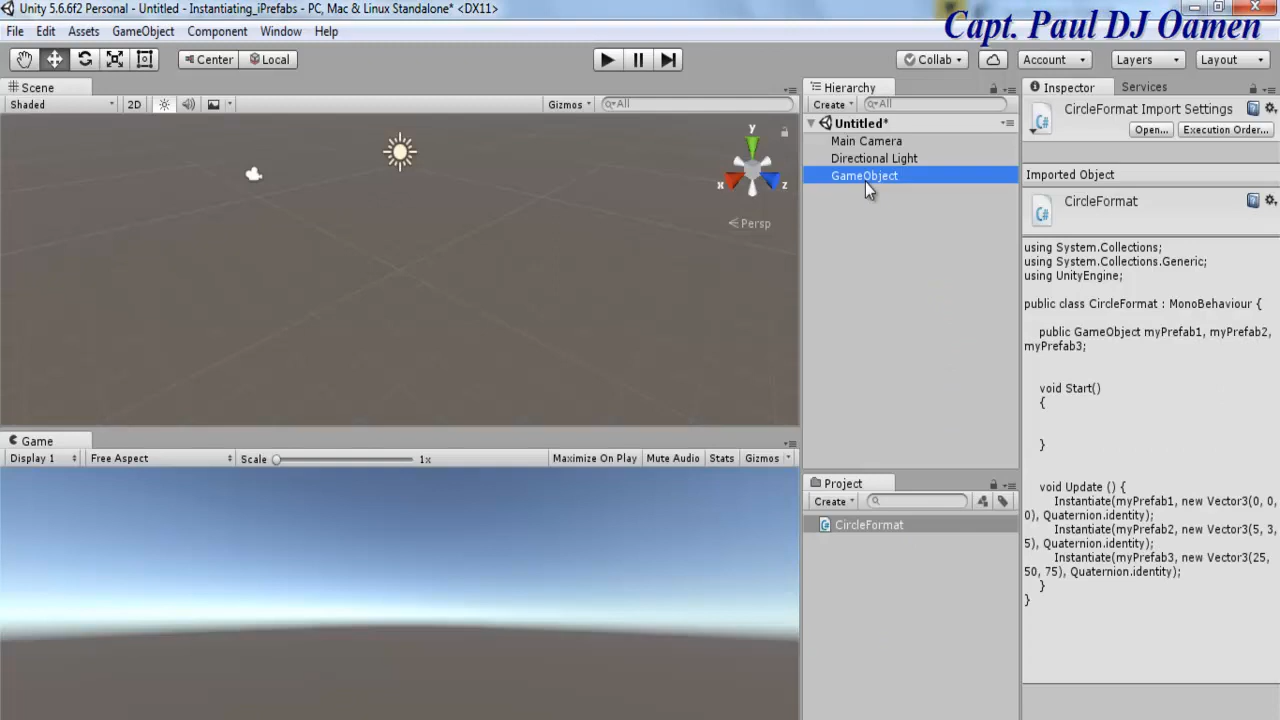 Unity 5.6.6f2 Personal - Untitled - Instantiating_iPrefabs - PC, Mac & Linux Standalone* <DX11>
Capt. Paul DJ Oamen
File Edit Assets GameObject Component Window Help
Center Local
Collab Account Layers Layout
Scene
Shaded 2D Gizmos All
y
x z
Persp
Game
Display 1 Free Aspect Scale 1x Maximize On Play Mute Audio Stats Gizmos
Hierarchy
Create All
Untitled*
Main Camera
Directional Light
GameObject
Project
Create
CircleFormat
Inspector Services
CircleFormat Import Settings
Open... Execution Order...
Imported Object
CircleFormat
using System.Collections;
using System.Collections.Generic;
using UnityEngine;
public class CircleFormat : MonoBehaviour {
public GameObject myPrefab1, myPrefab2,
myPrefab3;
void Start()
{
}
void Update () {
Instantiate(myPrefab1, new Vector3(0, 0,
0), Quaternion.identity);
Instantiate(myPrefab2, new Vector3(5, 3,
5), Quaternion.identity);
Instantiate(myPrefab3, new Vector3(25,
50, 75), Quaternion.identity);
}
}